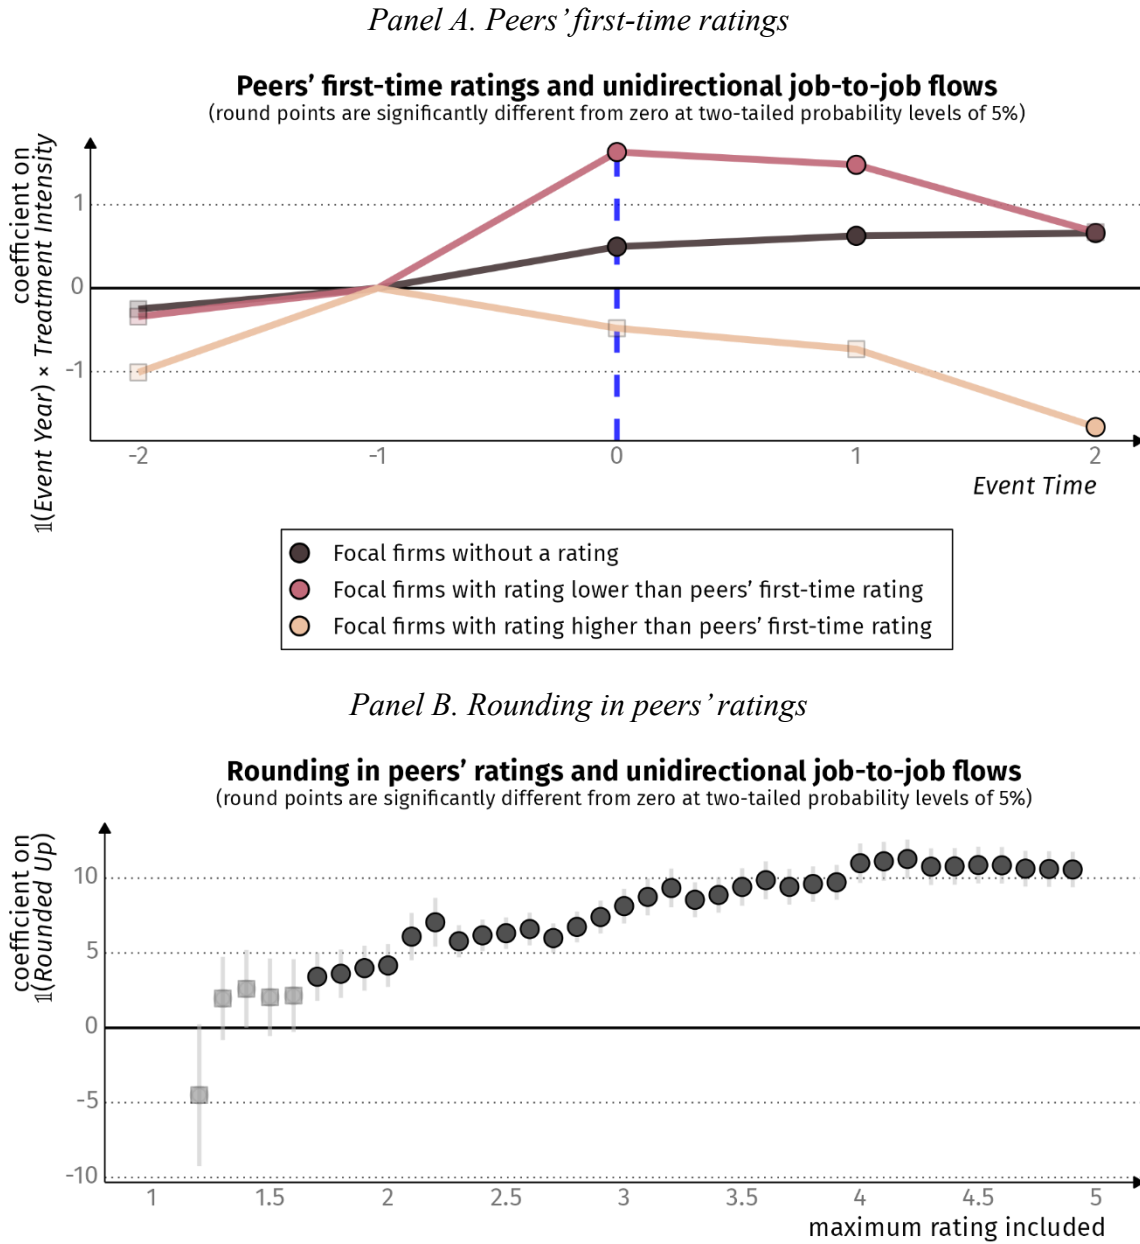 Panel A. Peers’ first-time ratings
Peers’ first-time ratings and unidirectional job-to-job flows
(round points are significantly different from zero at two-tailed probability levels of 5%)
coefficient on
𝟙(Event Year) × Treatment Intensity
1
0
-1
-2
-1
0
1
2
Event Time
Focal firms without a rating
Focal firms with rating lower than peers’ first-time rating
Focal firms with rating higher than peers’ first-time rating
Panel B. Rounding in peers’ ratings
Rounding in peers’ ratings and unidirectional job-to-job flows
(round points are significantly different from zero at two-tailed probability levels of 5%)
coefficient on
𝟙(Rounded Up)
10
5
0
-5
-10
1
1.5
2
2.5
3
3.5
4
4.5
5
maximum rating included